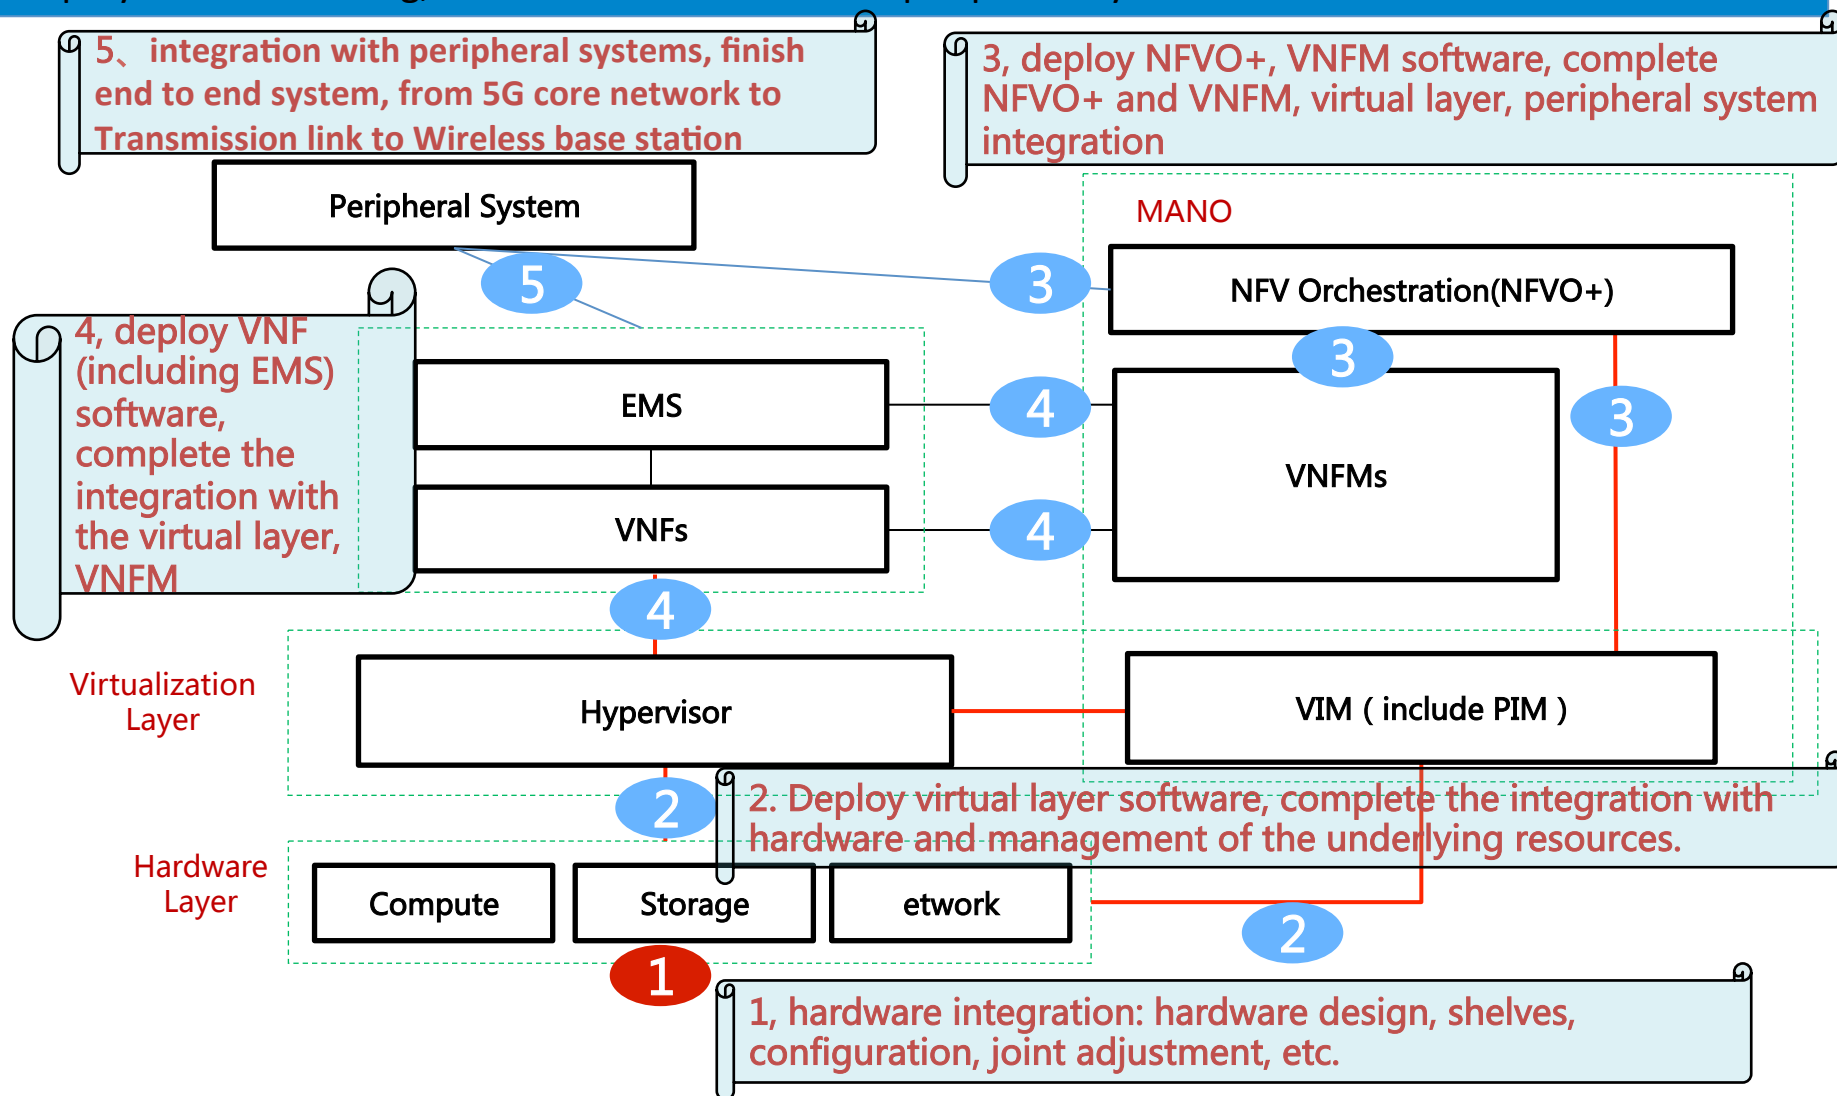 5、integration with peripheral systems, finish
end to end system, from 5G core network to
Transmission link to Wireless base station
3, deploy NFVO+, VNFM software, complete
NFVO+ and VNFM, virtual layer, peripheral system
integration
Peripheral System
MANO
5
3
NFV Orchestration(NFVO+)
4, deploy VNF
(including EMS)
software,
complete the
integration with
the virtual layer,
VNFM
3
EMS
4
3
VNFMs
VNFs
4
4
Virtualization
Layer
Hypervisor
VIM ( include PIM )
2
2. Deploy virtual layer software, complete the integration with
hardware and management of the underlying resources.
Hardware
Layer
Compute
Storage
etwork
2
1
1, hardware integration: hardware design, shelves,
configuration, joint adjustment, etc.